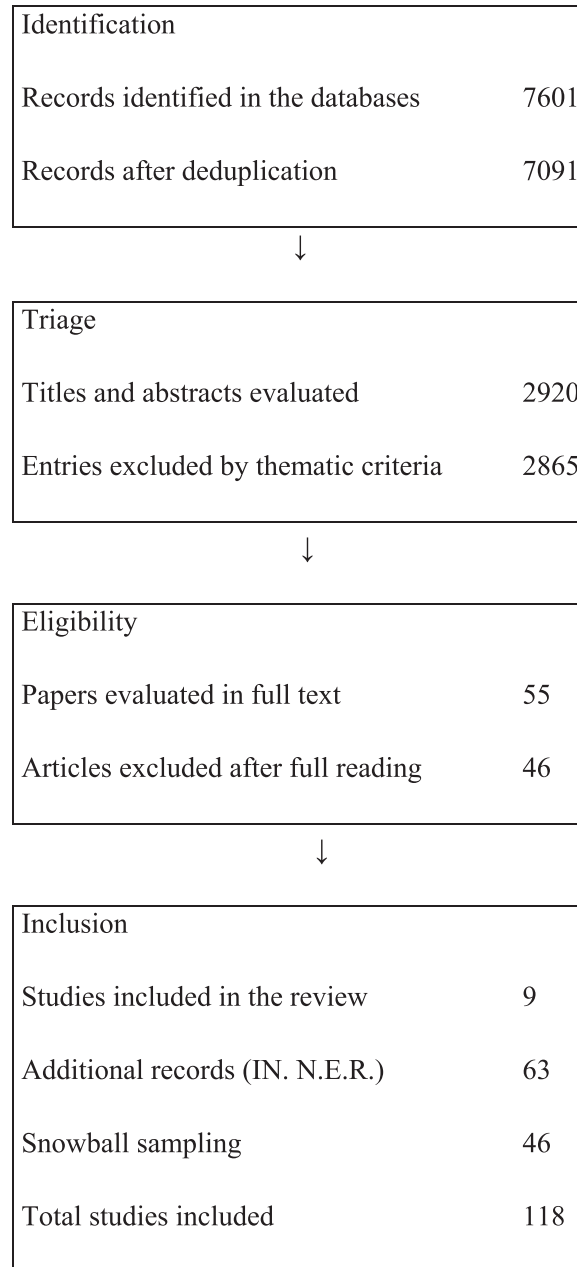 Identification
Records identified in the databases 7601
Records after deduplication 7091
↓
Triage
Titles and abstracts evaluated 2920
Entries excluded by thematic criteria 2865
↓
Eligibility
Papers evaluated in full text 55
Articles excluded after full reading 46
↓
Inclusion
Studies included in the review 9
Additional records (IN. N.E.R.) 63
Snowball sampling 46
Total studies included 118